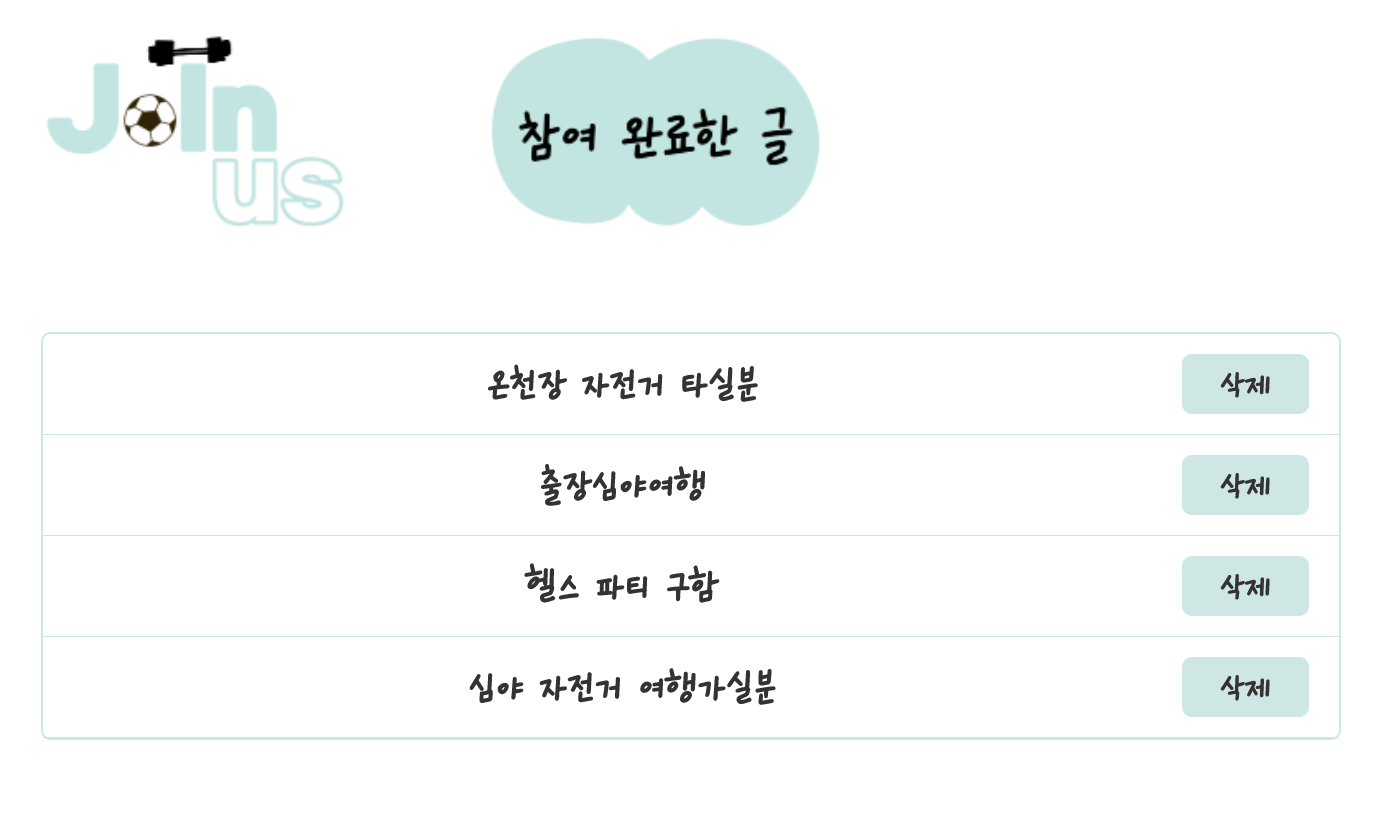 JoIn
us
참여 완료한 글
온천장 자전거 타실분
삭제
출장심야여행
삭제
헬스 파티 구함
삭제
심야 자전거 여행가실분
삭제